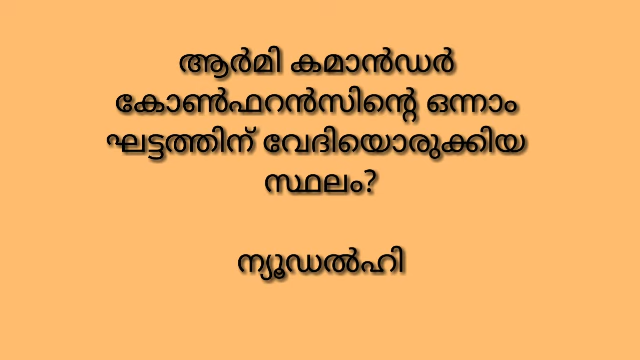 ആർമി കമാൻഡർ
കോൺഫറൻസിന്റെ ഒന്നാം
ഘട്ടത്തിന് വേദിയൊരുക്കിയ
സ്ഥലം?
ന്യൂഡൽഹി